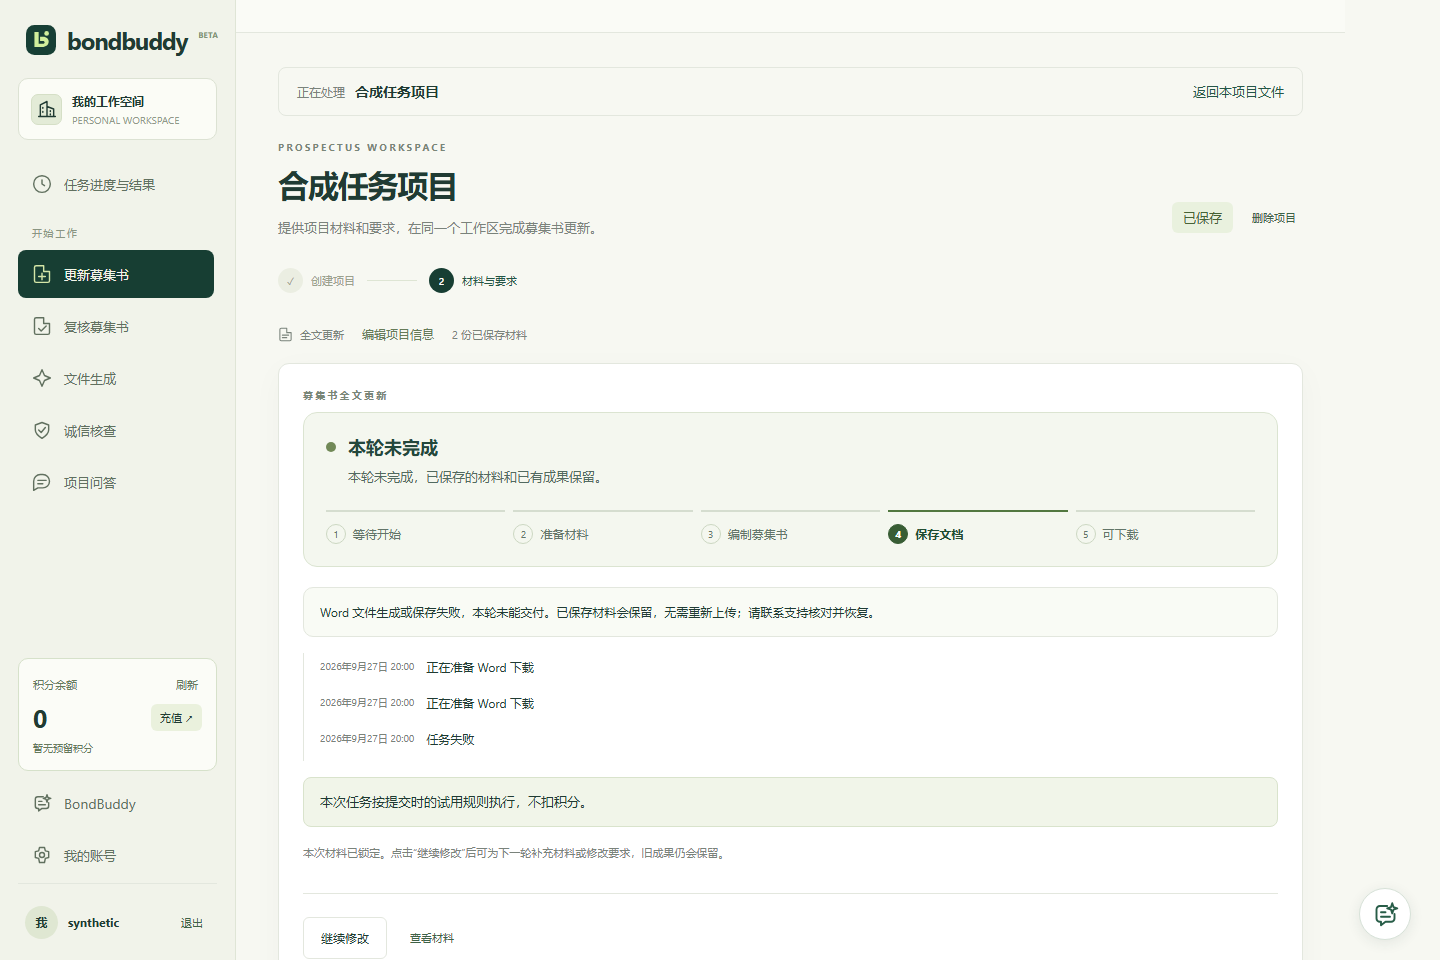 bondbuddy BETA
我的工作空间
PERSONAL WORKSPACE
任务进度与结果
开始工作
更新募集书
复核募集书
文件生成
诚信核查
项目问答
积分余额 刷新
0 充值 ↗
暂无预留积分
BondBuddy
我的账号
我 synthetic 退出
正在处理 合成任务项目 返回本项目文件
PROSPECTUS WORKSPACE
合成任务项目
提供项目材料和要求，在同一个工作区完成募集书更新。
已保存 删除项目
✓ 创建项目 2 材料与要求
全文更新 编辑项目信息 2 份已保存材料
募集书全文更新
本轮未完成
本轮未完成，已保存的材料和已有成果保留。
1 等待开始 2 准备材料 3 编制募集书 4 保存文档 5 可下载
Word 文件生成或保存失败，本轮未能交付。已保存材料会保留，无需重新上传；请联系支持核对并恢复。
2026年9月27日 20:00 正在准备 Word 下载
2026年9月27日 20:00 正在准备 Word 下载
2026年9月27日 20:00 任务失败
本次任务按提交时的试用规则执行，不扣积分。
本次材料已锁定。点击“继续修改”后可为下一轮补充材料或修改要求，旧成果仍会保留。
继续修改 查看材料